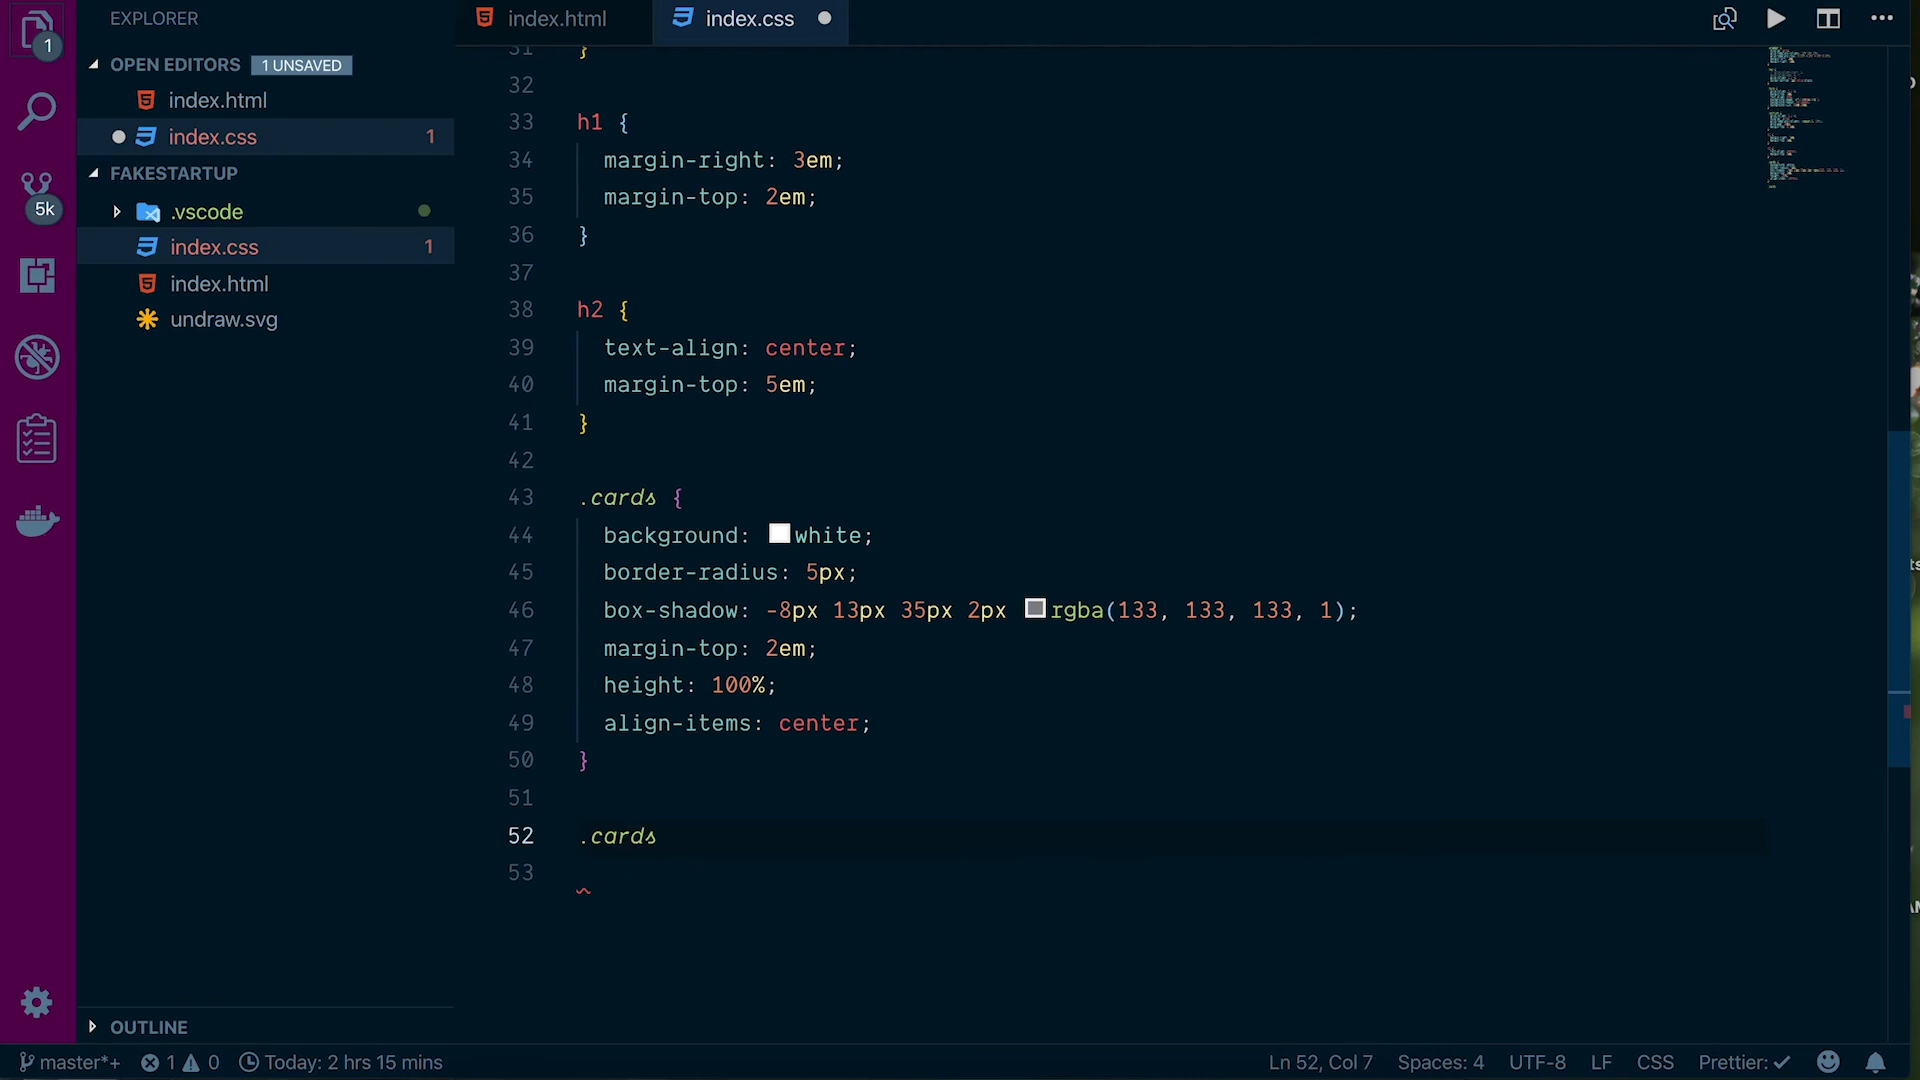 EXPLORER
index.html
index.css
1
OPEN EDITORS 1 UNSAVED
index.html
index.css 1
FAKESTARTUP
.vscode
index.css 1
index.html
undraw.svg
5k
31 }
32
33 h1 {
34 margin-right: 3em;
35 margin-top: 2em;
36 }
37
38 h2 {
39 text-align: center;
40 margin-top: 5em;
41 }
42
43 .cards {
44 background: white;
45 border-radius: 5px;
46 box-shadow: -8px 13px 35px 2px rgba(133, 133, 133, 1);
47 margin-top: 2em;
48 height: 100%;
49 align-items: center;
50 }
51
52 .cards
53
OUTLINE
master*+ 1 0 Today: 2 hrs 15 mins
Ln 52, Col 7 Spaces: 4 UTF-8 LF CSS Prettier: ✓